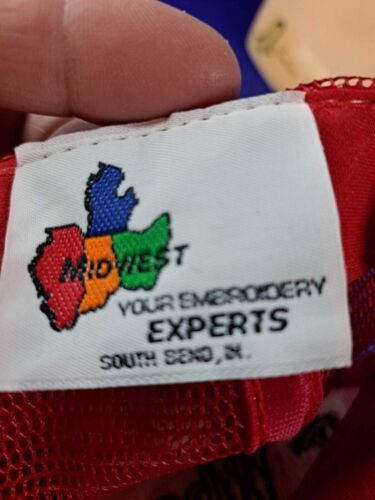 MIDWEST
YOUR EMBROIDERY
EXPERTS
SOUTH BEND, IN.